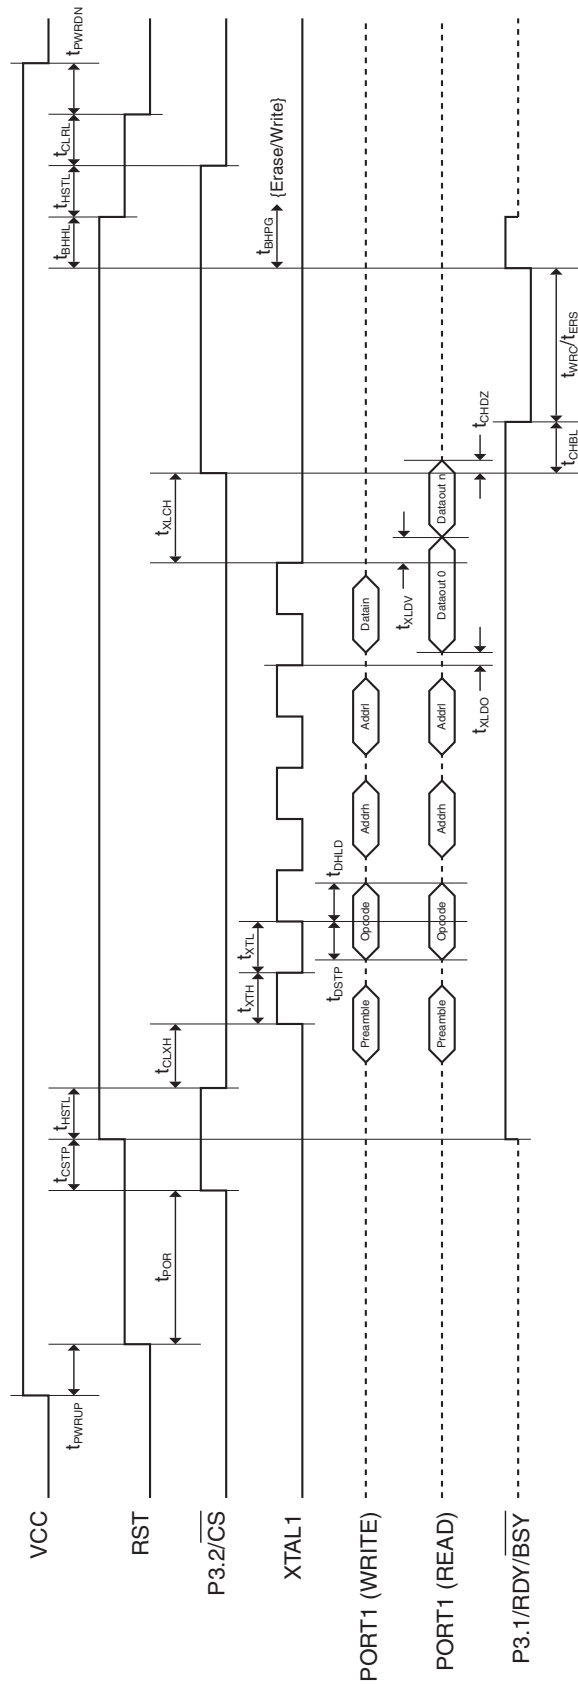 VCC
tPWRUP
tPWRDN
RST
tCSTP
tHSTL
tBHHL
tHSTL
tCLRL
P3.2/CS
tPOR
tCLXH
tXLCH
XTAL1
tXTH
tXTL
tBHPG
{Erase/Write}
PORT1 (WRITE)
tDSTP
tDHLD
Preamble
Opcode
Addrh
Addrl
Datain
PORT1 (READ)
tXLDV
Preamble
Opcode
Addrh
Addrl
Dataout 0
Dataout n
tXLDO
tCHDZ
P3.1/RDY/BSY
tCHBL
tWRC/tERS